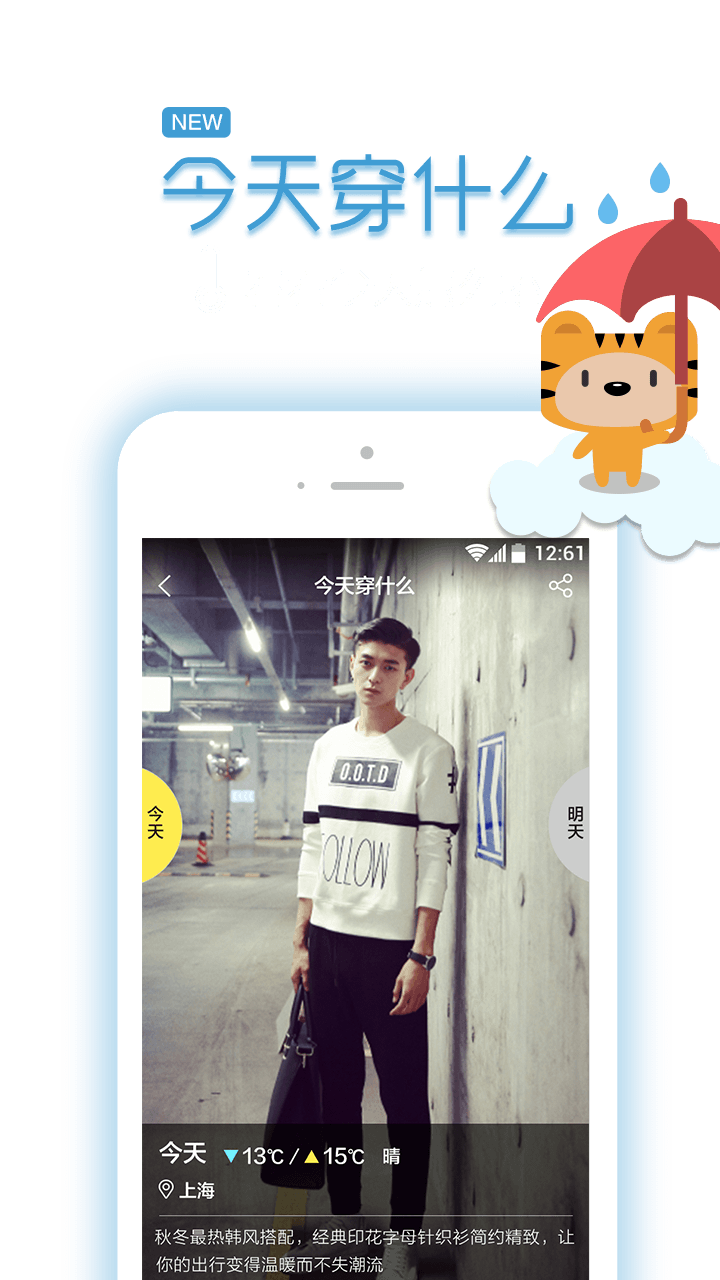 NEW
今天穿什么
12:61
今天穿什么
O.O.T.D
FOLLOW
今天
明天
今天 ▼13℃/▲15℃ 晴
上海
秋冬最热韩风搭配，经典印花字母针织衫简约精致，让
你的出行变得温暖而不失潮流